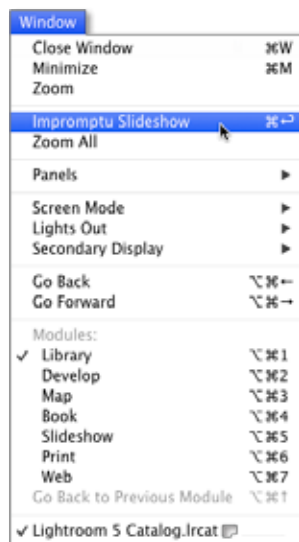 Window
Close Window ⌘W
Minimize ⌘M
Zoom
Impromptu Slideshow ⌘↩
Zoom All
Panels ▶
Screen Mode ▶
Lights Out ▶
Secondary Display ▶
Go Back ⌥⌘←
Go Forward ⌥⌘→
Modules:
✓ Library ⌥⌘1
Develop ⌥⌘2
Map ⌥⌘3
Book ⌥⌘4
Slideshow ⌥⌘5
Print ⌥⌘6
Web ⌥⌘7
Go Back to Previous Module ⌥⌘↑
✓ Lightroom 5 Catalog.lrcat